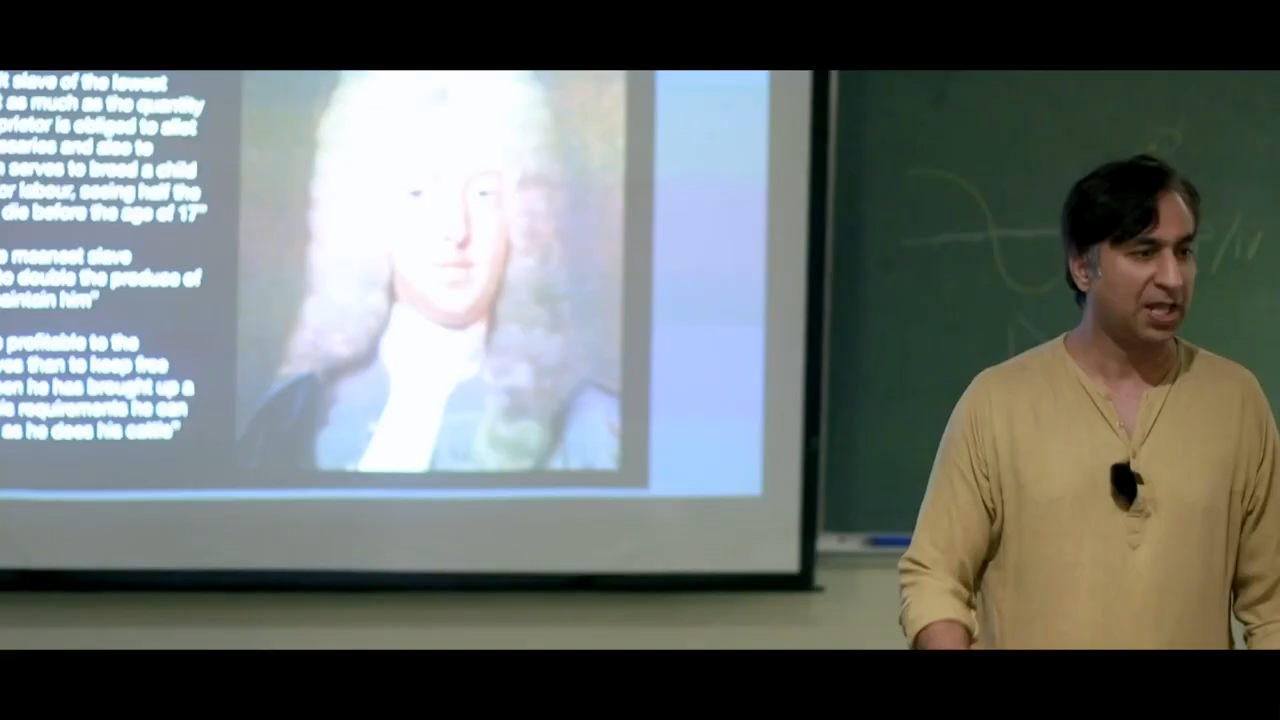 slave of the lowest
as much as the quantity
prietor is obliged to allot
ssaries and also to
serves to breed a child
or labour, seeing half the
die before the age of 17"
meanest slave
to double the produce of
aintain him"
profitable to the
ves than to keep free
en he has brought up a
is requirements he can
as he does his cattle"